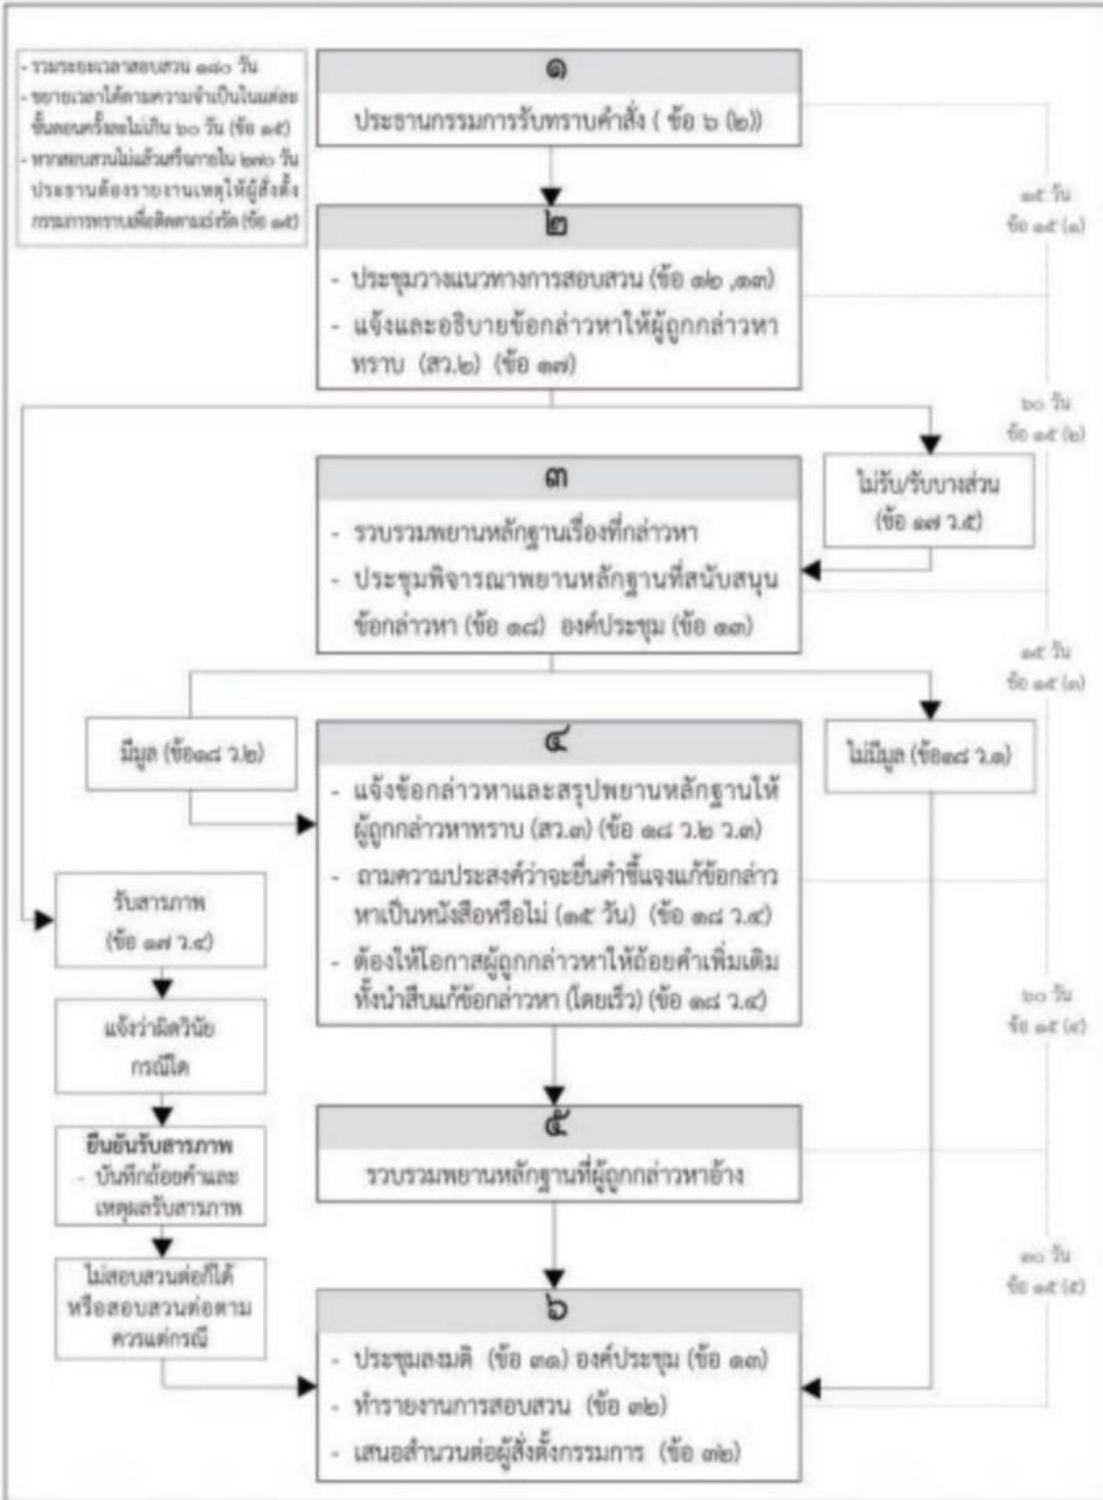 - รวมระยะเวลาสอบสวน ๑๘๐ วัน
- ขยายเวลาได้ตามความจำเป็นในแต่ละ
ขั้นตอนครั้งละไม่เกิน ๖๐ วัน (ข้อ ๑๕)
- หากสอบสวนไม่แล้วเสร็จภายใน ๒๗๐ วัน
ประธานต้องรายงานเหตุให้ผู้สั่งตั้ง
กรรมการทราบเพื่อติดตามเร่งรัด (ข้อ ๑๕)
๑
ประธานกรรมการรับทราบคำสั่ง ( ข้อ ๖ (๒))
๑๕ วัน
ข้อ ๑๕ (๑)
๒
- ประชุมวางแนวทางการสอบสวน (ข้อ ๑๒ ,๑๓)
- แจ้งและอธิบายข้อกล่าวหาให้ผู้ถูกกล่าวหา
ทราบ (สว.๒) (ข้อ ๑๗)
๖๐ วัน
ข้อ ๑๕ (๒)
ไม่รับ/รับบางส่วน
(ข้อ ๑๗ ว.๕)
๓
- รวบรวมพยานหลักฐานเรื่องที่กล่าวหา
- ประชุมพิจารณาพยานหลักฐานที่สนับสนุน
ข้อกล่าวหา (ข้อ ๑๘) องค์ประชุม (ข้อ ๑๓)
๑๕ วัน
ข้อ ๑๕ (๓)
มีมูล (ข้อ๑๘ ว.๒)
ไม่มีมูล (ข้อ๑๘ ว.๑)
๔
- แจ้งข้อกล่าวหาและสรุปพยานหลักฐานให้
ผู้ถูกกล่าวหาทราบ (สว.๓) (ข้อ ๑๘ ว.๒ ว.๓)
- ถามความประสงค์ว่าจะยื่นคำชี้แจงแก้ข้อกล่าว
หาเป็นหนังสือหรือไม่ (๑๕ วัน) (ข้อ ๑๘ ว.๔)
- ต้องให้โอกาสผู้ถูกกล่าวหาให้ถ้อยคำเพิ่มเติม
ทั้งนำสืบแก้ข้อกล่าวหา (โดยเร็ว) (ข้อ ๑๘ ว.๔)
๖๐ วัน
ข้อ ๑๕ (๔)
รับสารภาพ
(ข้อ ๑๗ ว.๔)
แจ้งว่าผิดวินัย
กรณีใด
ยืนยันรับสารภาพ
- บันทึกถ้อยคำและ
เหตุผลรับสารภาพ
ไม่สอบสวนต่อก็ได้
หรือสอบสวนต่อตาม
ควรแต่กรณี
๕
รวบรวมพยานหลักฐานที่ผู้ถูกกล่าวหาอ้าง
๓๐ วัน
ข้อ ๑๕ (๕)
๖
- ประชุมลงมติ (ข้อ ๓๑) องค์ประชุม (ข้อ ๑๓)
- ทำรายงานการสอบสวน (ข้อ ๓๒)
- เสนอสำนวนต่อผู้สั่งตั้งกรรมการ (ข้อ ๓๒)